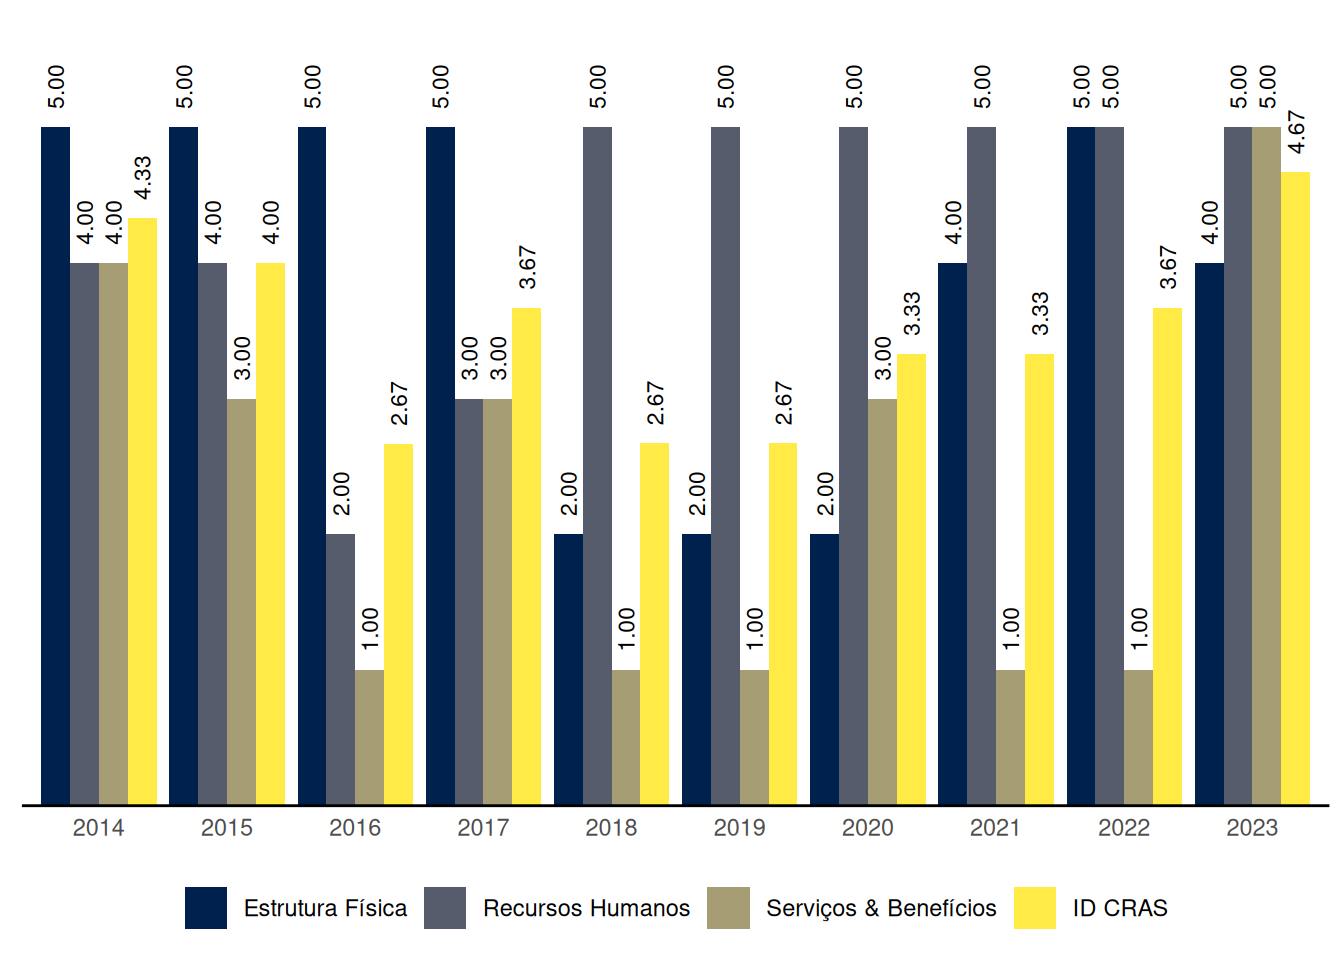 5.00 4.00 4.00 4.33 5.00 4.00 3.00 4.00 5.00 2.00 1.00 2.67 5.00 3.00 3.00 3.67 2.00 5.00 1.00 2.67 2.00 5.00 1.00 2.67 2.00 5.00 3.00 3.33 4.00 5.00 1.00 3.33 5.00 5.00 1.00 3.67 4.00 5.00 5.00 4.67
2014 2015 2016 2017 2018 2019 2020 2021 2022 2023
Estrutura Física Recursos Humanos Serviços & Benefícios ID CRAS